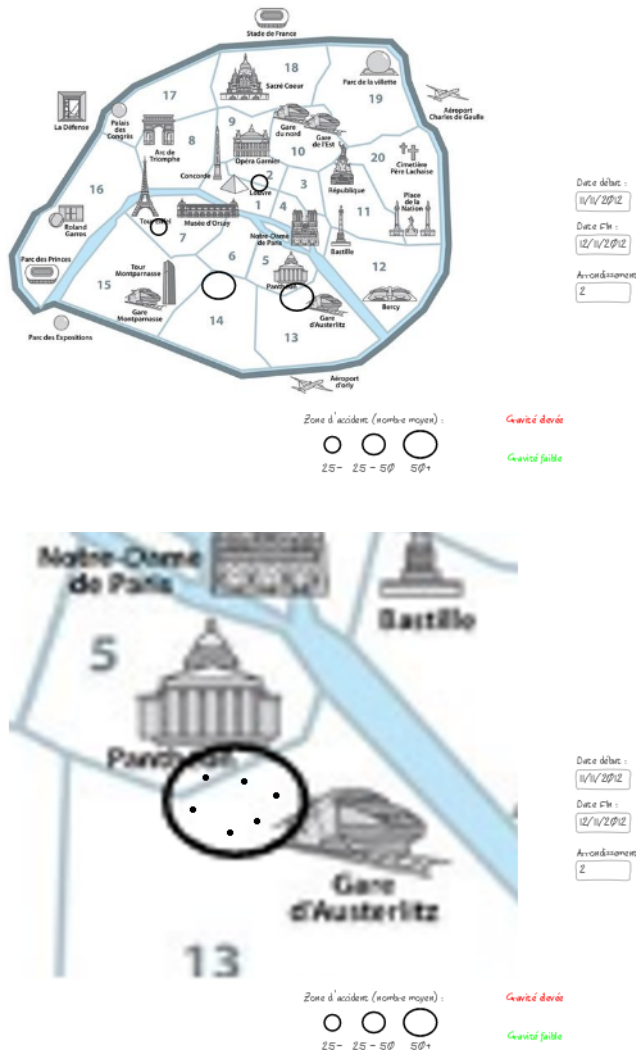 Stade de France
18
Sacré Coeur
Parc de la villette
19
17
La Défense
Palais
des
Congrès
Aéroport
Charles de Gaulle
Arc de
Triomphe
8
9
Opéra Garnier
Gare
du nord
Gare
de l'Est
10
20
Cimetière
Père Lachaise
Concorde
2
Louvre
3
République
16
1
4
11
Place
de la
Nation
Tour Eiffel
Musée d'Orsay
Roland
Garros
7
Notre-Dame
de Paris
Bastille
Parc des Princes
6
5
Panthéon
12
15
Tour
Montparnasse
Gare
Montparnasse
14
13
Gare
d'Austerlitz
Bercy
Parc des Expositions
Aéroport
d'orly
Date début :
11/11/2012
Date Fin :
12/11/2012
Arrondissement
2
Zone d'accident (nombre moyen) :
25- 25 - 50 50+
Gravité élevée
Gravité faible
Notre-Dame
de Paris
Bastille
5
Panthéon
Gare
d'Austerlitz
13
Date début :
11/11/2012
Date Fin :
12/11/2012
Arrondissement
2
Zone d'accident (nombre moyen) :
25- 25 - 50 50+
Gravité élevée
Gravité faible